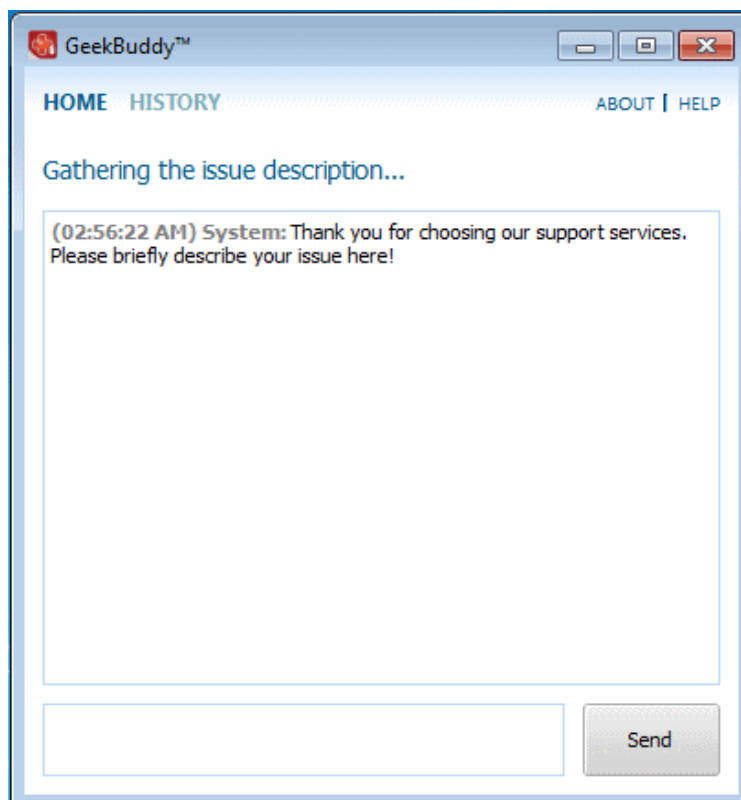 GeekBuddy™
HOME HISTORY ABOUT | HELP
Gathering the issue description...
(02:56:22 AM) System: Thank you for choosing our support services.
Please briefly describe your issue here!
Send